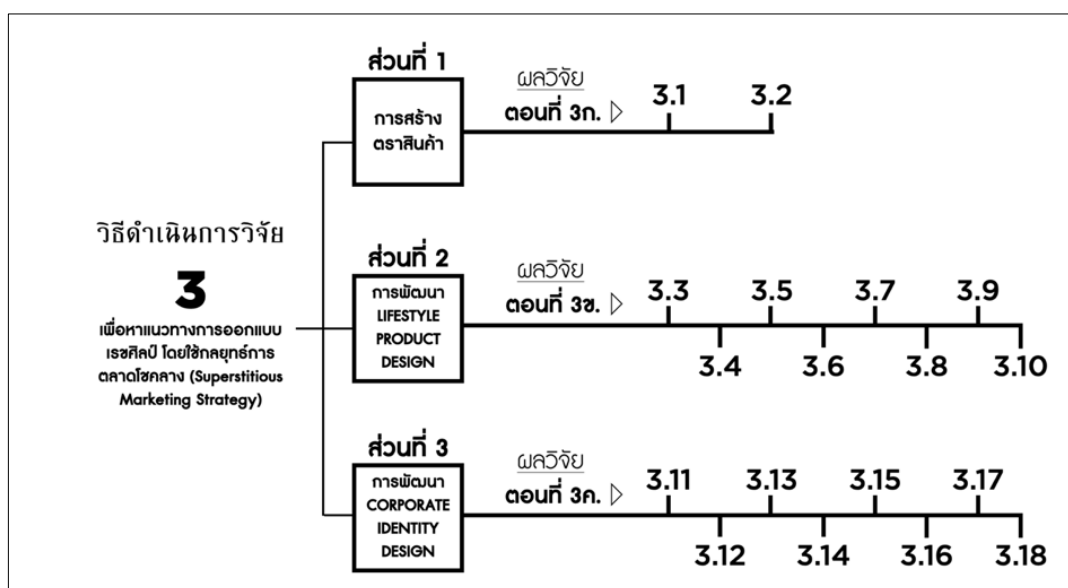 วิธีดำเนินการวิจัย
3
เพื่อหาแนวทางการออกแบบ
เรขศิลป์ โดยใช้กลยุทธ์การ
ตลาดโชคลาง (Superstitious
Marketing Strategy)
ส่วนที่ 1
การสร้าง
ตราสินค้า
ผลวิจัย
ตอนที่ 3ก.
3.1 3.2
ส่วนที่ 2
การพัฒนา
LIFESTYLE
PRODUCT
DESIGN
ผลวิจัย
ตอนที่ 3ข.
3.3 3.5 3.7 3.9
3.4 3.6 3.8 3.10
ส่วนที่ 3
การพัฒนา
CORPORATE
IDENTITY
DESIGN
ผลวิจัย
ตอนที่ 3ค.
3.11 3.13 3.15 3.17
3.12 3.14 3.16 3.18